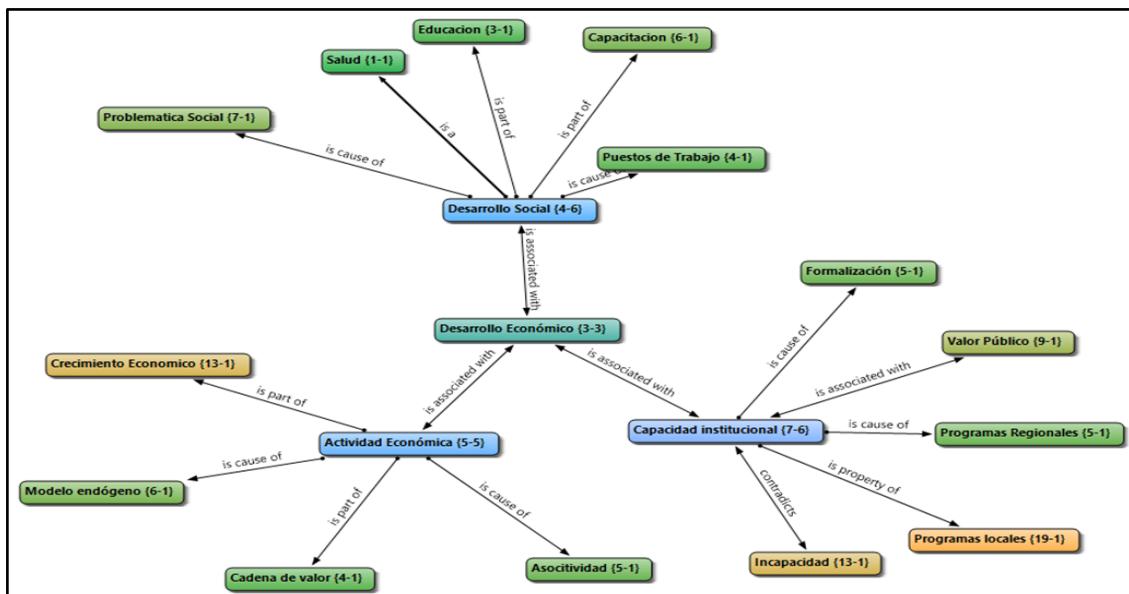 Educacion {3-1}
Capacitacion {6-1}
Salud {1-1}
Problematica Social {7-1}
is a
is part of
is part of
is cause of
Puestos de Trabajo {4-1}
is cause of
Desarrollo Social {4-6}
is associated with
Formalización {5-1}
Desarrollo Económico {3-3}
Valor Público {9-1}
Crecimiento Economico {13-1}
is associated with
is associated with
is cause of
is associated with
is part of
Actividad Económica {5-5}
Capacidad institucional {7-6}
is cause of
Programas Regionales {5-1}
is cause of
Modelo endógeno {6-1}
is part of
is cause of
contradicts
is property of
Programas locales {19-1}
Cadena de valor {4-1}
Asocitividad {5-1}
Incapacidad {13-1}